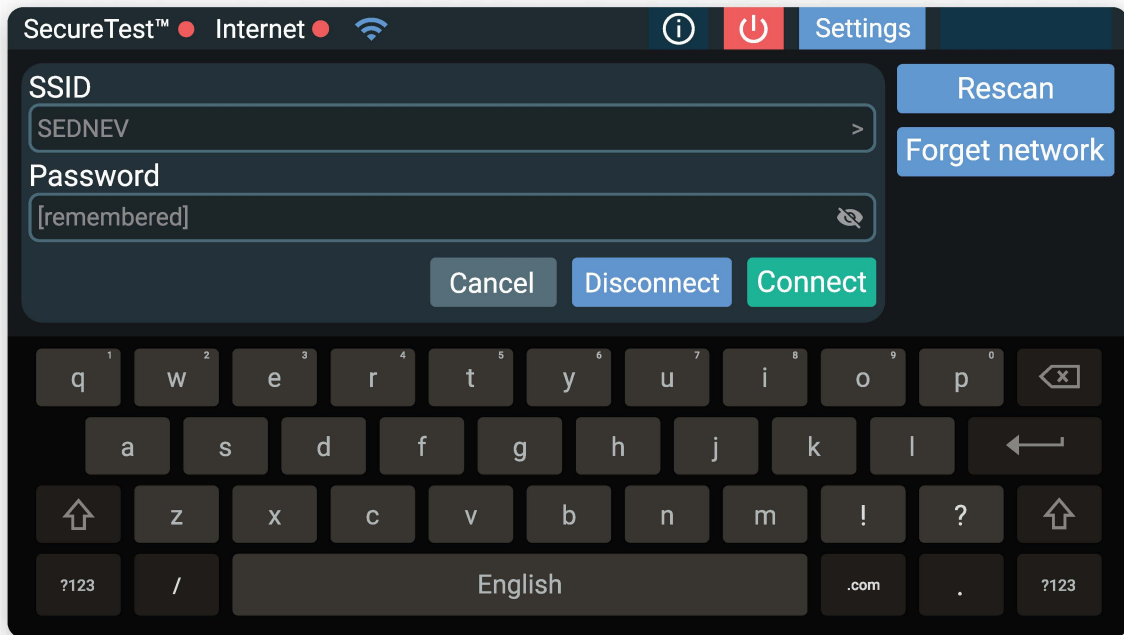 SecureTest™ Internet Settings
SSID
SEDNEV >
Rescan
Forget network
Password
[remembered]
Cancel Disconnect Connect
q 1 w 2 e 3 r 4 t 5 y 6 u 7 i 8 o 9 p 0
a s d f g h j k l
z x c v b n m ! ?
?123 / English .com . ?123